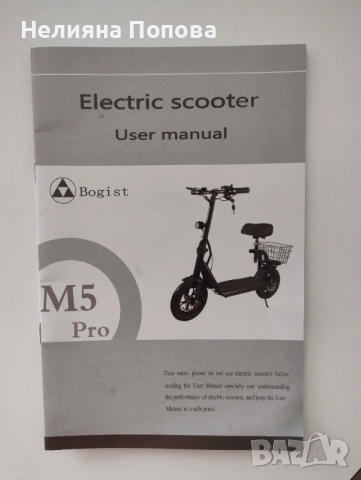 Нелияна Попова
Electric scooter
User manual
Bogist
M5
Pro
Dear users, please do not use electric scooters before
reading the User Manual carefully and understanding
the performance of electric scooters, and keep the User
Manual in a safe place.
BAZAR